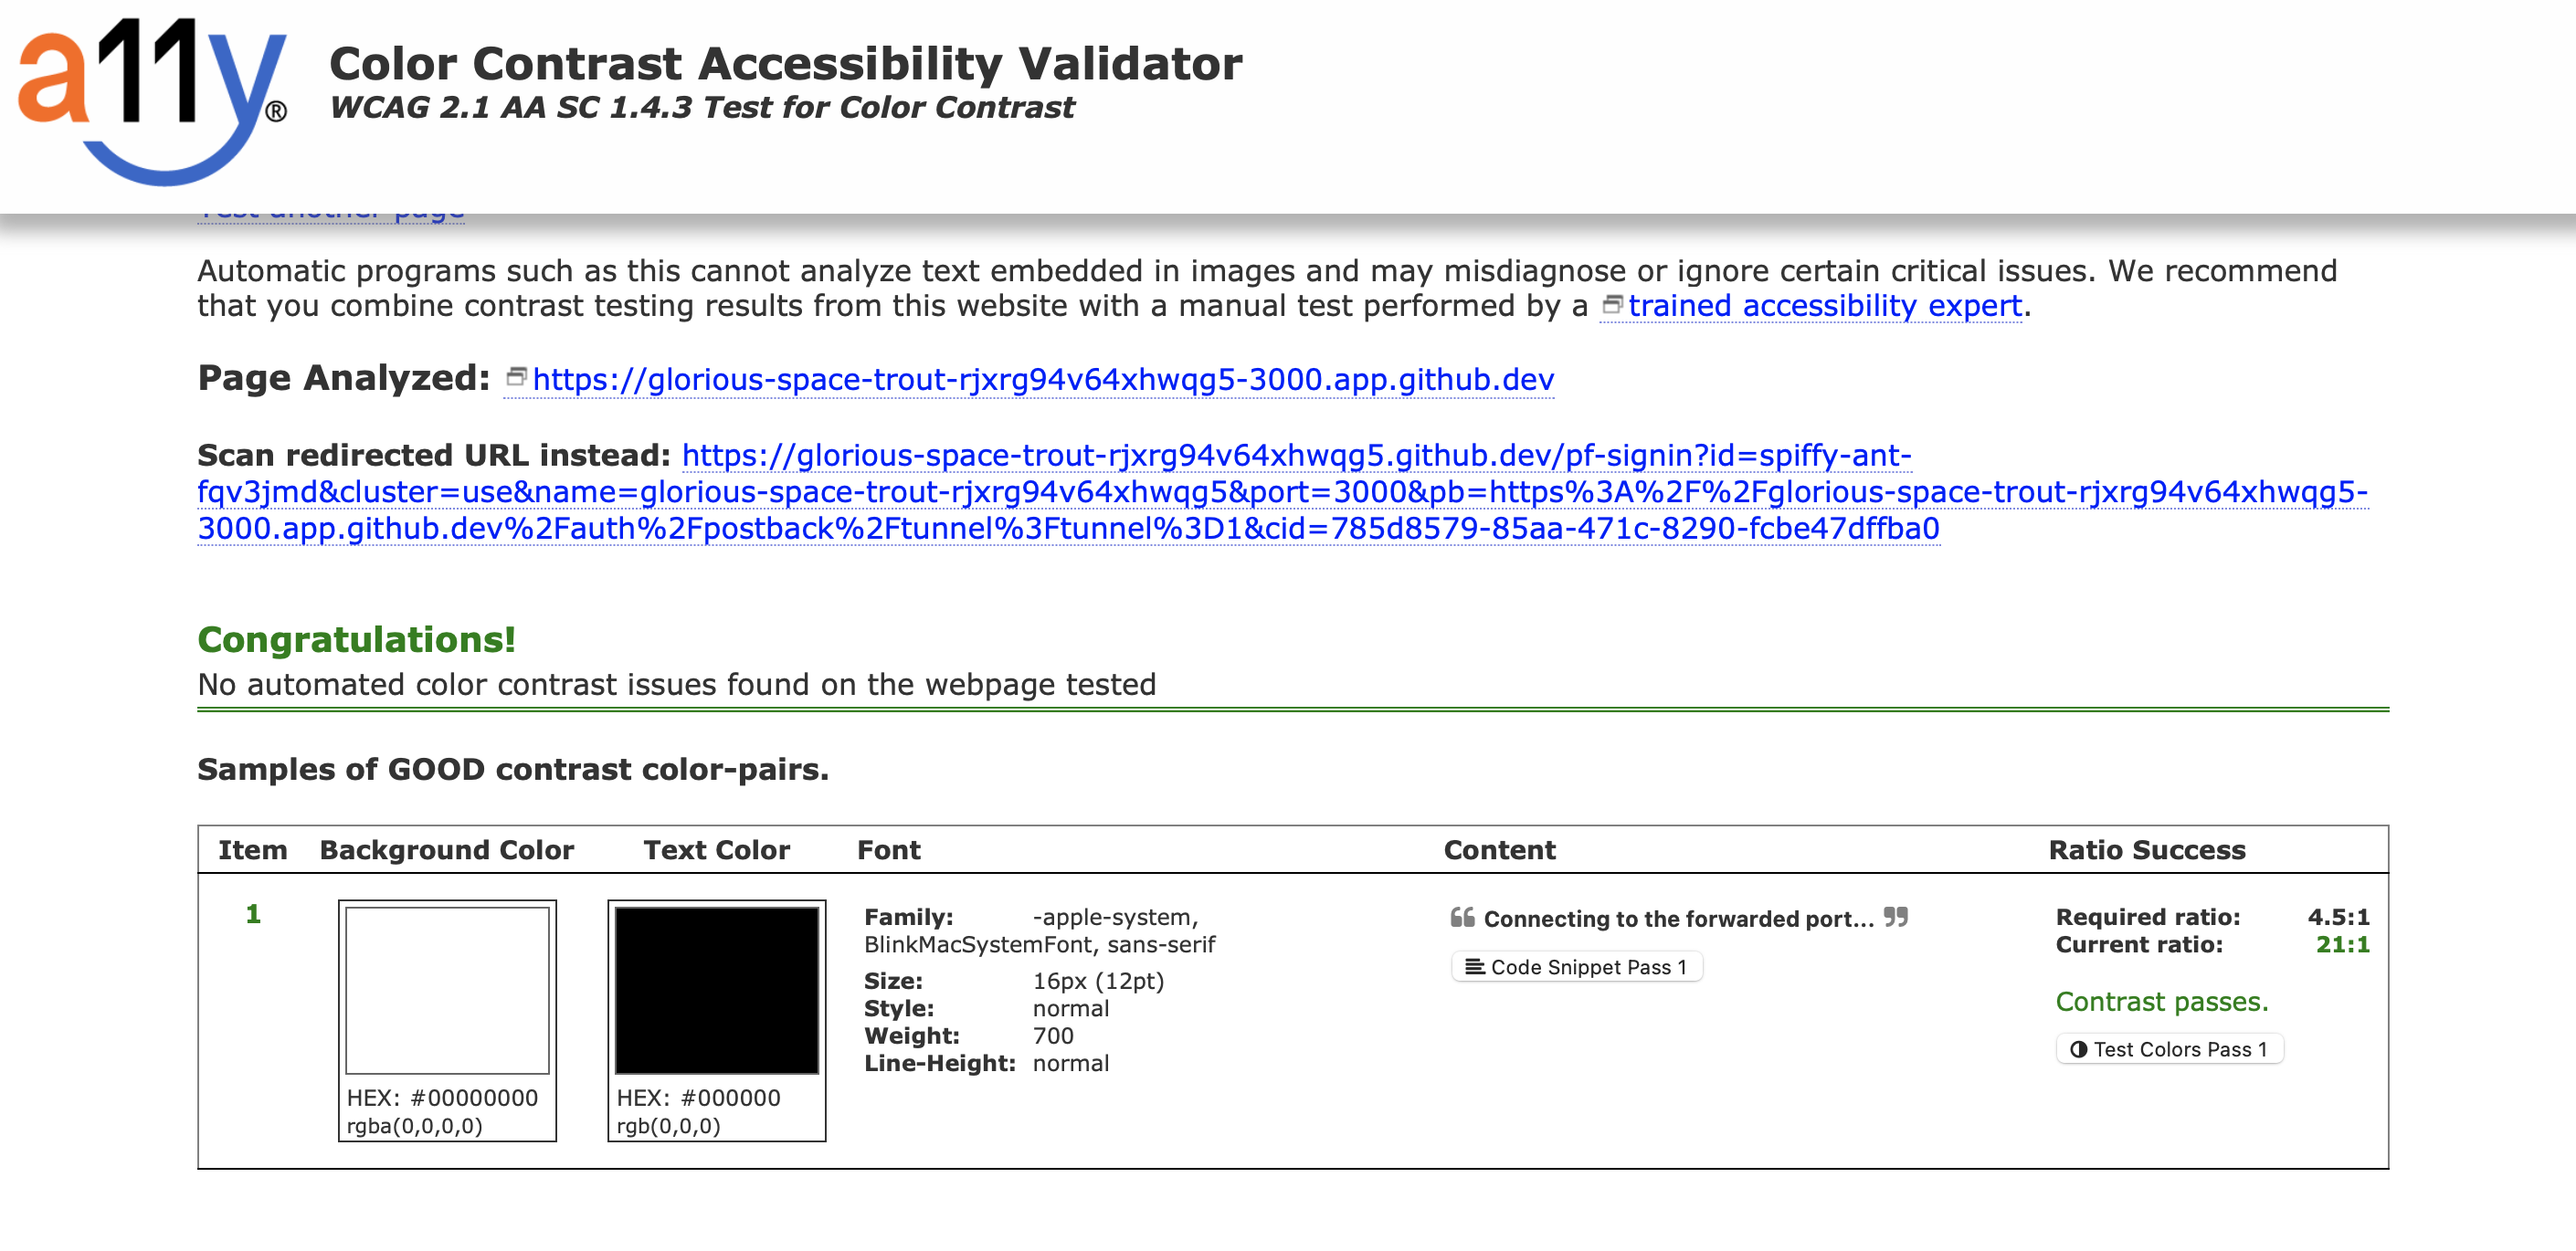 a11y®
Color Contrast Accessibility Validator
WCAG 2.1 AA SC 1.4.3 Test for Color Contrast
Test another page
Automatic programs such as this cannot analyze text embedded in images and may misdiagnose or ignore certain critical issues. We recommend
that you combine contrast testing results from this website with a manual test performed by a trained accessibility expert.
Page Analyzed: https://glorious-space-trout-rjxrg94v64xhwqg5-3000.app.github.dev
Scan redirected URL instead: https://glorious-space-trout-rjxrg94v64xhwqg5.github.dev/pf-signin?id=spiffy-ant-
fqv3jmd&cluster=use&name=glorious-space-trout-rjxrg94v64xhwqg5&port=3000&pb=https%3A%2F%2Fglorious-space-trout-rjxrg94v64xhwqg5-
3000.app.github.dev%2Fauth%2Fpostback%2Ftunnel%3Ftunnel%3D1&cid=785d8579-85aa-471c-8290-fcbe47dffba0
Congratulations!
No automated color contrast issues found on the webpage tested
Samples of GOOD contrast color-pairs.
Item Background Color Text Color Font Content Ratio Success
1
HEX: #00000000
rgba(0,0,0,0)
HEX: #000000
rgb(0,0,0)
Family: -apple-system,
BlinkMacSystemFont, sans-serif
Size: 16px (12pt)
Style: normal
Weight: 700
Line-Height: normal
❝ Connecting to the forwarded port... ❞
Code Snippet Pass 1
Required ratio: 4.5:1
Current ratio: 21:1
Contrast passes.
Test Colors Pass 1